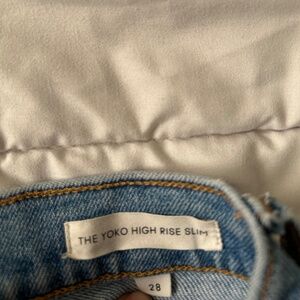 THE YOKO HIGH RISE SLIM
28